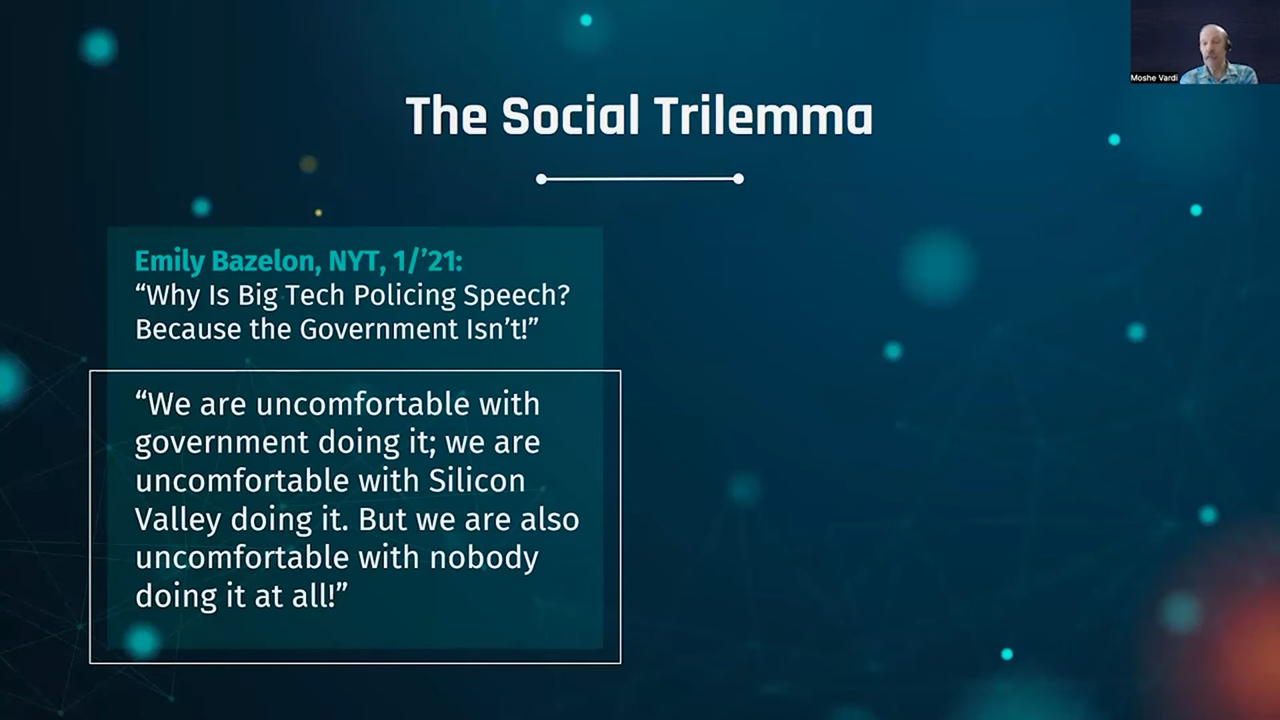 Moshe Vardi
The Social Trilemma
Emily Bazelon, NYT, 1/’21:
“Why Is Big Tech Policing Speech?
Because the Government Isn’t!”
“We are uncomfortable with
government doing it; we are
uncomfortable with Silicon
Valley doing it. But we are also
uncomfortable with nobody
doing it at all!”